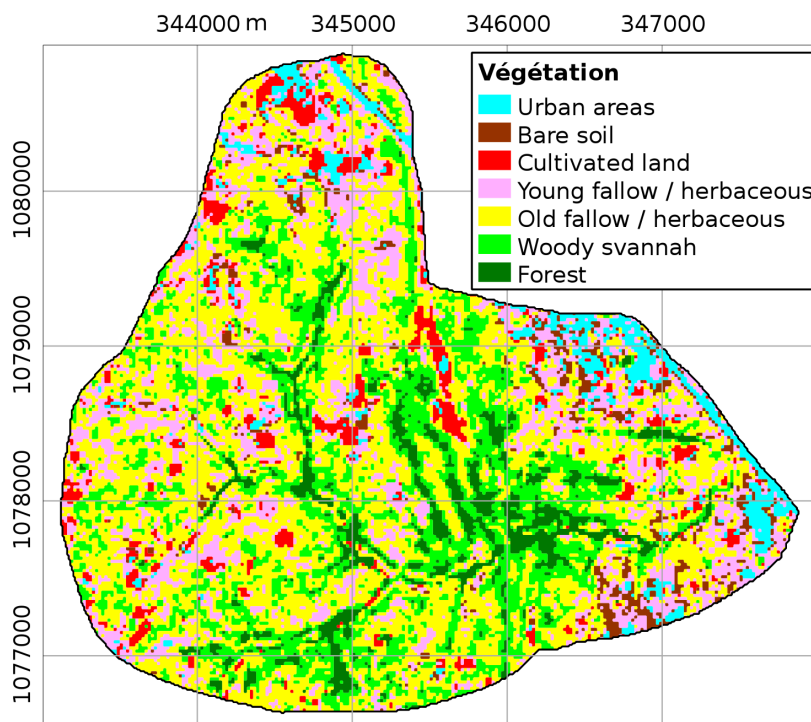 344000 m 345000 346000 347000
Végétation
Urban areas
Bare soil
Cultivated land
Young fallow / herbaceous
Old fallow / herbaceous
Woody svannah
Forest
1080000
1079000
1078000
1077000